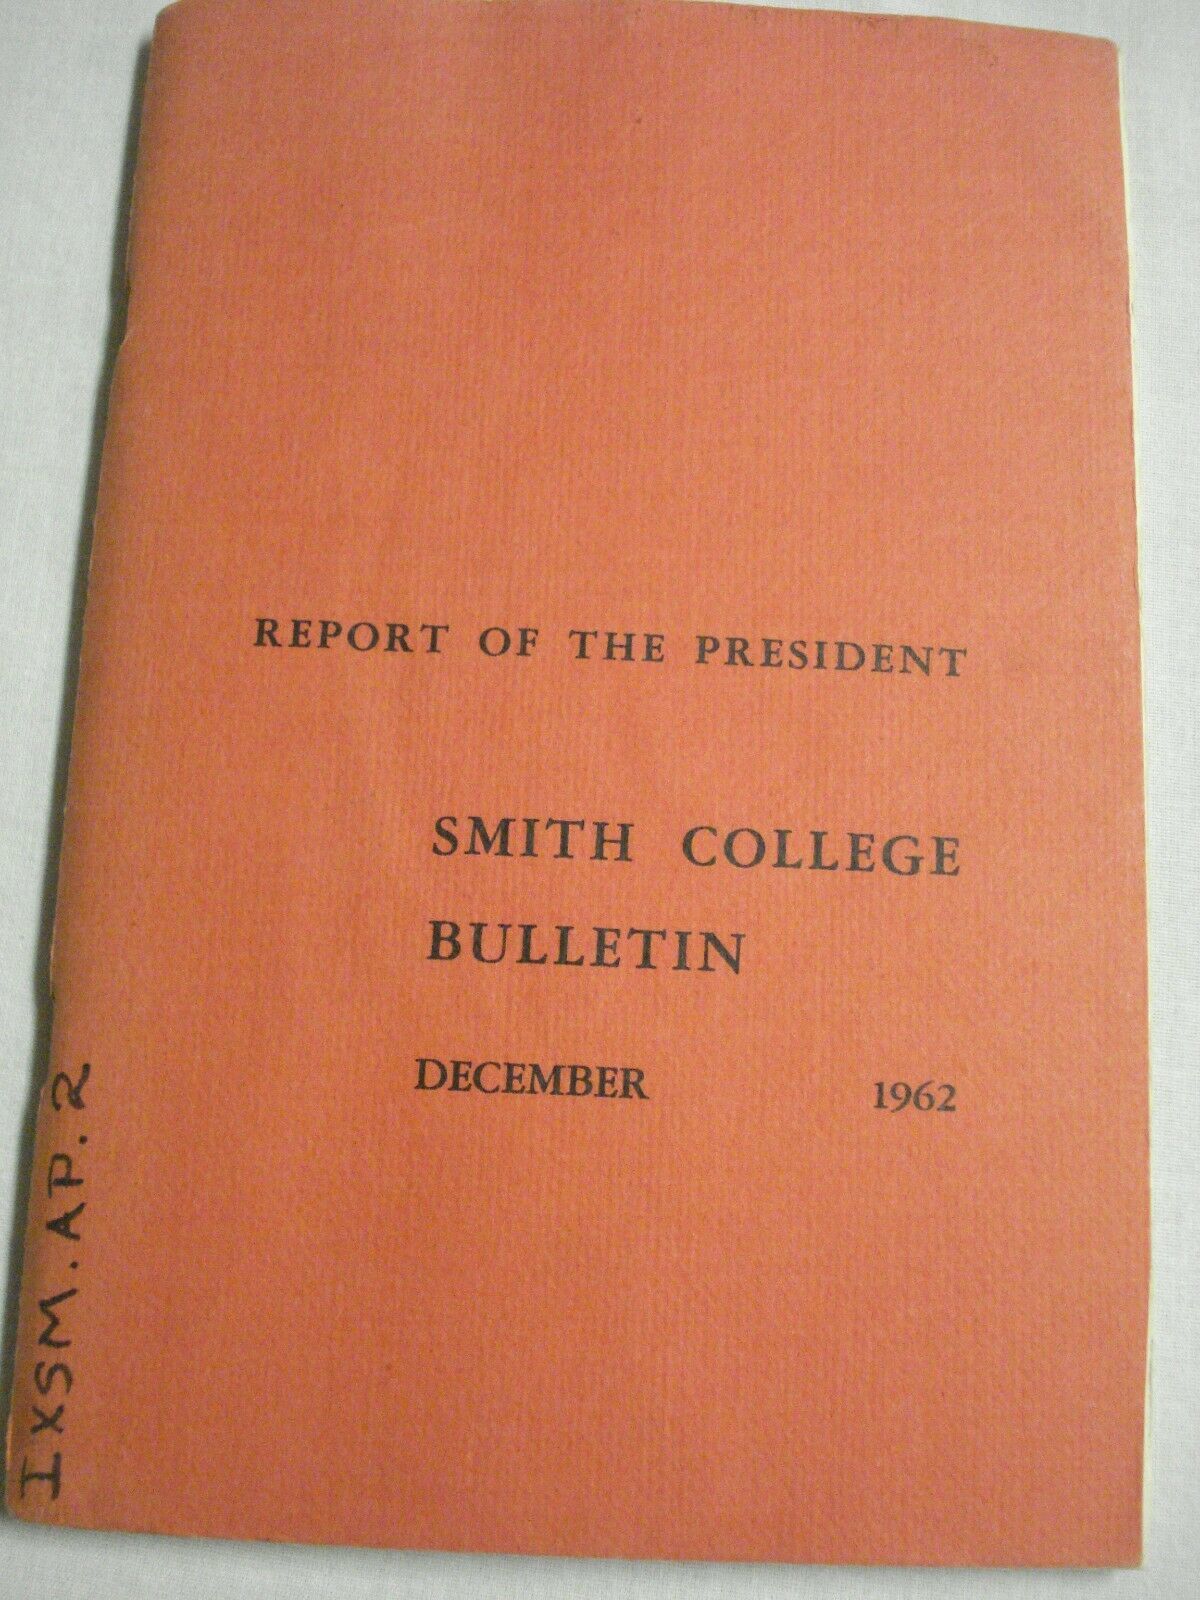 REPORT OF THE PRESIDENT
SMITH COLLEGE
BULLETIN
DECEMBER 1962
IXSM.AP.2